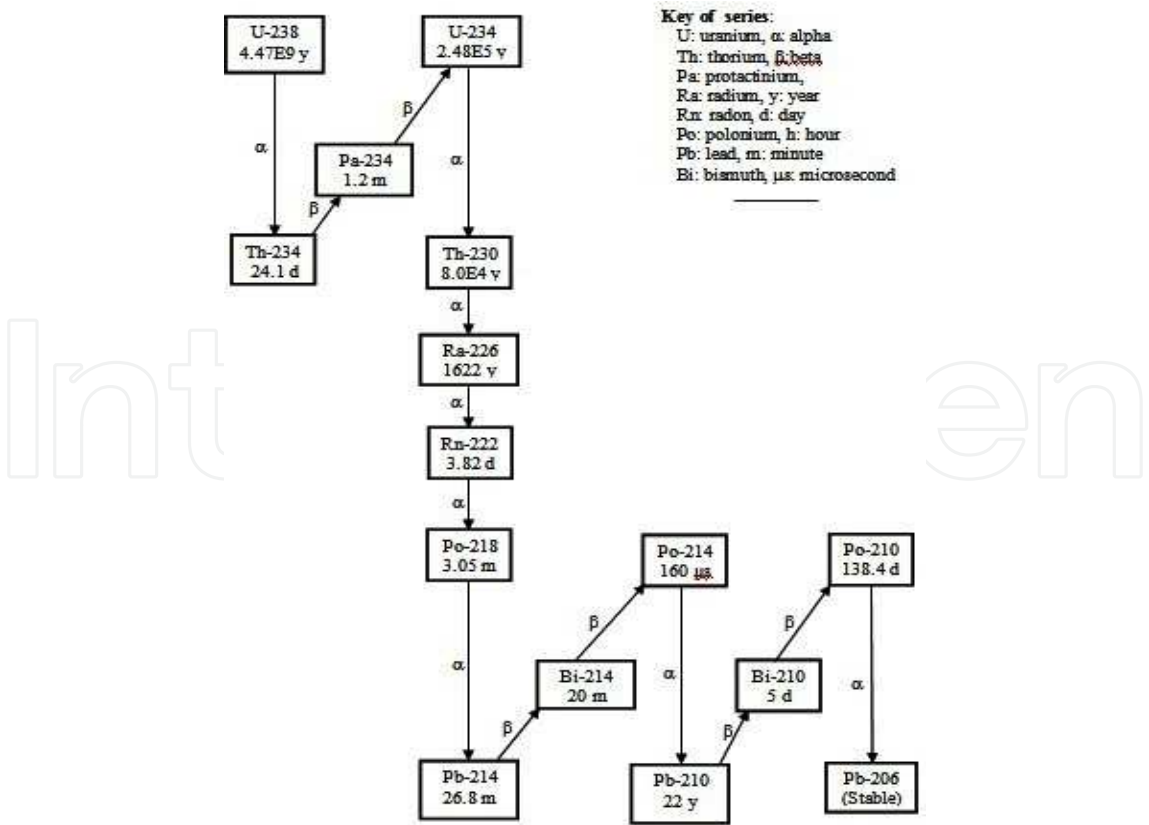 U-238
4.47E9 y
U-234
2.48E5 y
Key of series:
U: uranium, α: alpha
Th: thorium, β:beta
Pa: protactinium,
Ra: radium, y: year
Rn: radon, d: day
Po: polonium, h: hour
Pb: lead, m: minute
Bi: bismuth, μs: microsecond
β
α
Pa-234
1.2 m
α
β
Th-234
24.1 d
Th-230
8.0E4 y
α
Ra-226
1622 y
α
Rn-222
3.82 d
α
Po-218
3.05 m
Po-214
160 μs
Po-210
138.4 d
β
β
α
Bi-214
20 m
α
Bi-210
5 d
α
β
β
Pb-214
26.8 m
Pb-210
22 y
Pb-206
(Stable)
Int
en